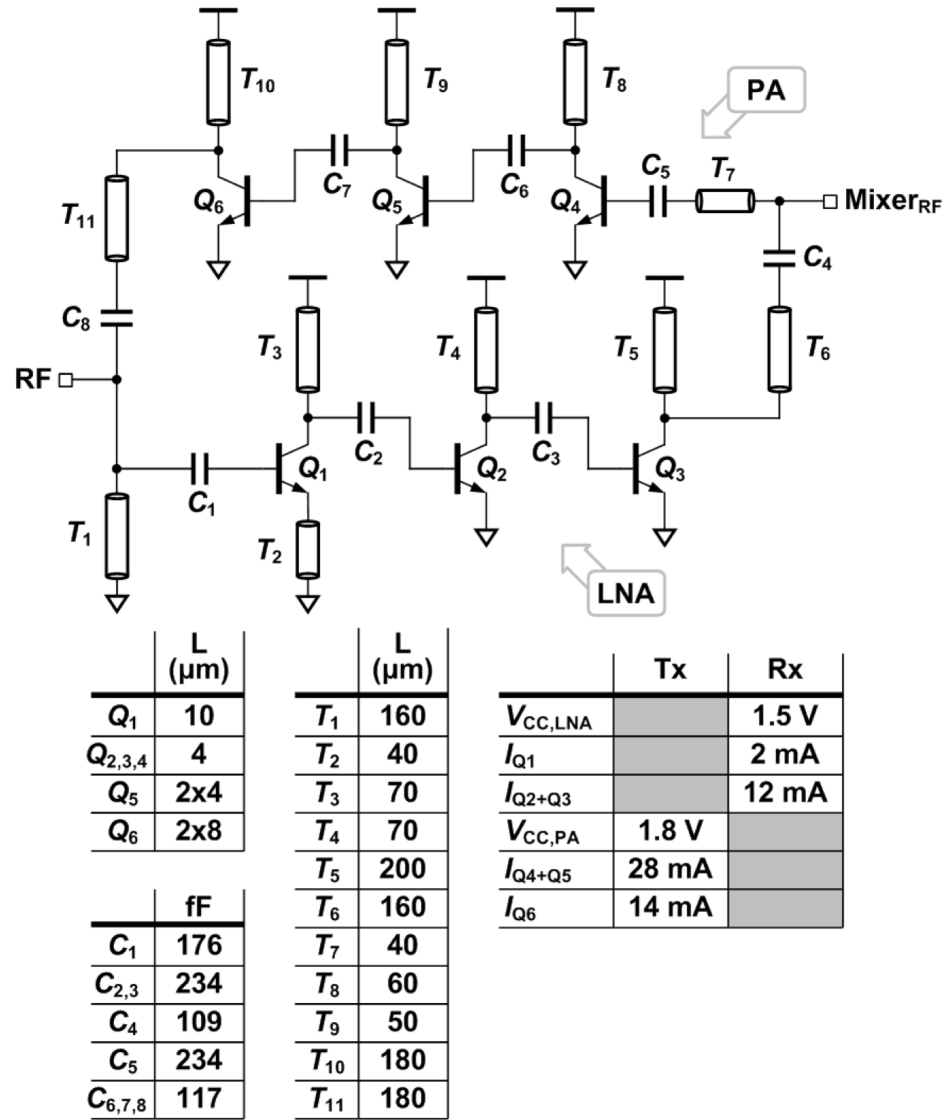 T10
T9
T8
PA
C7
C6
C5
T7
Q6
Q5
Q4
MixerRF
T11
C4
C8
T3
T4
T5
T6
RF
C2
C3
Q1
Q2
Q3
C1
T1
T2
LNA
L (µm)
Q1 10
Q2,3,4 4
Q5 2x4
Q6 2x8
fF
C1 176
C2,3 234
C4 109
C5 234
C6,7,8 117
L (µm)
T1 160
T2 40
T3 70
T4 70
T5 200
T6 160
T7 40
T8 60
T9 50
T10 180
T11 180
Tx Rx
VCC,LNA 1.5 V
IQ1 2 mA
IQ2+Q3 12 mA
VCC,PA 1.8 V
IQ4+Q5 28 mA
IQ6 14 mA